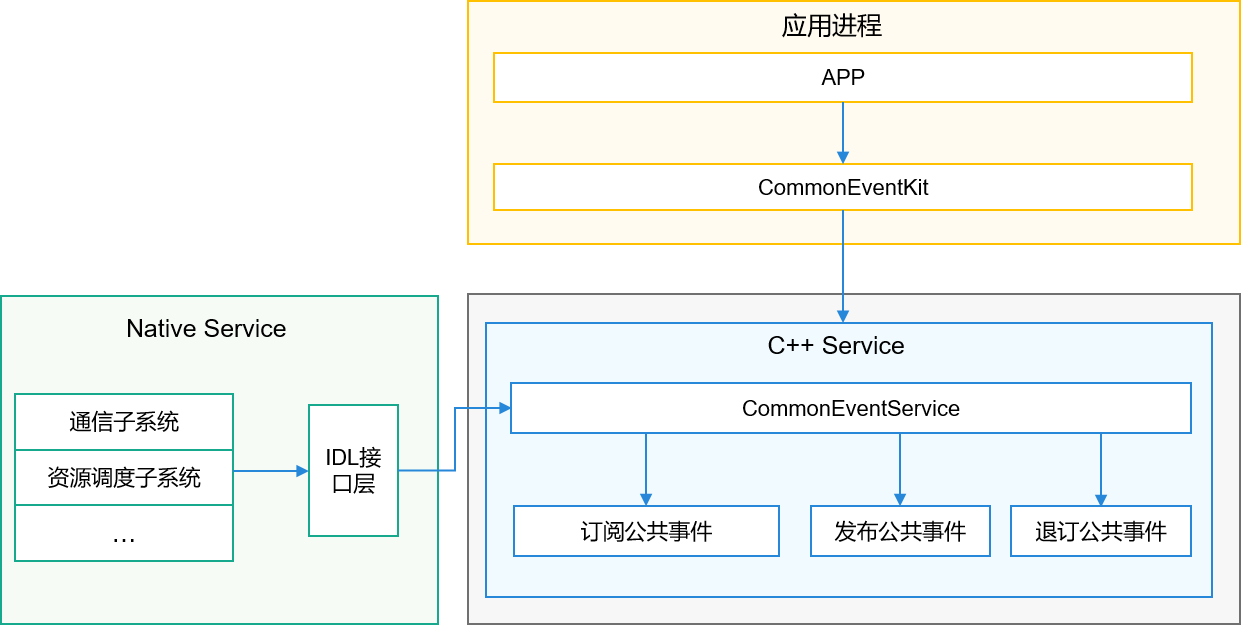 应用进程
APP
CommonEventKit
Native Service
通信子系统
资源调度子系统
...
IDL接
口层
C++ Service
CommonEventService
订阅公共事件
发布公共事件
退订公共事件